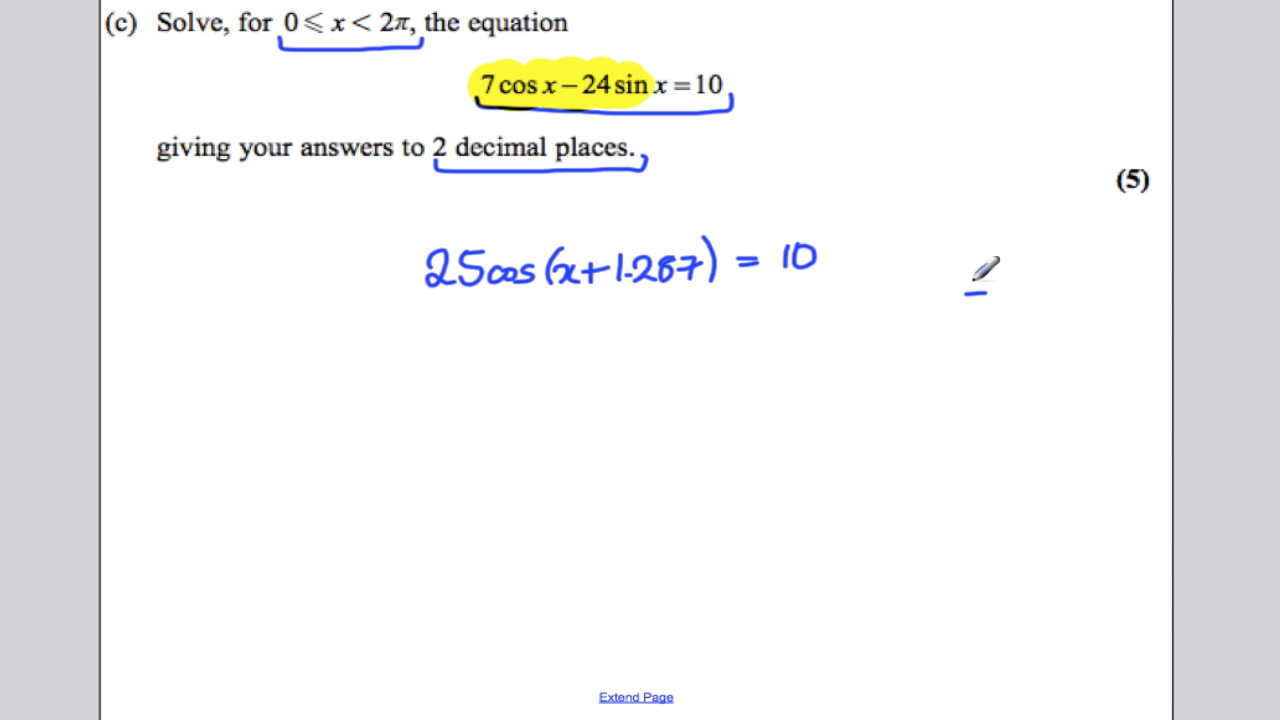 (c) Solve, for 0 ⩽ x < 2π, the equation
7 cos x − 24 sin x = 10
giving your answers to 2 decimal places.
(5)
25cos(x+1.287) = 10
Extend Page